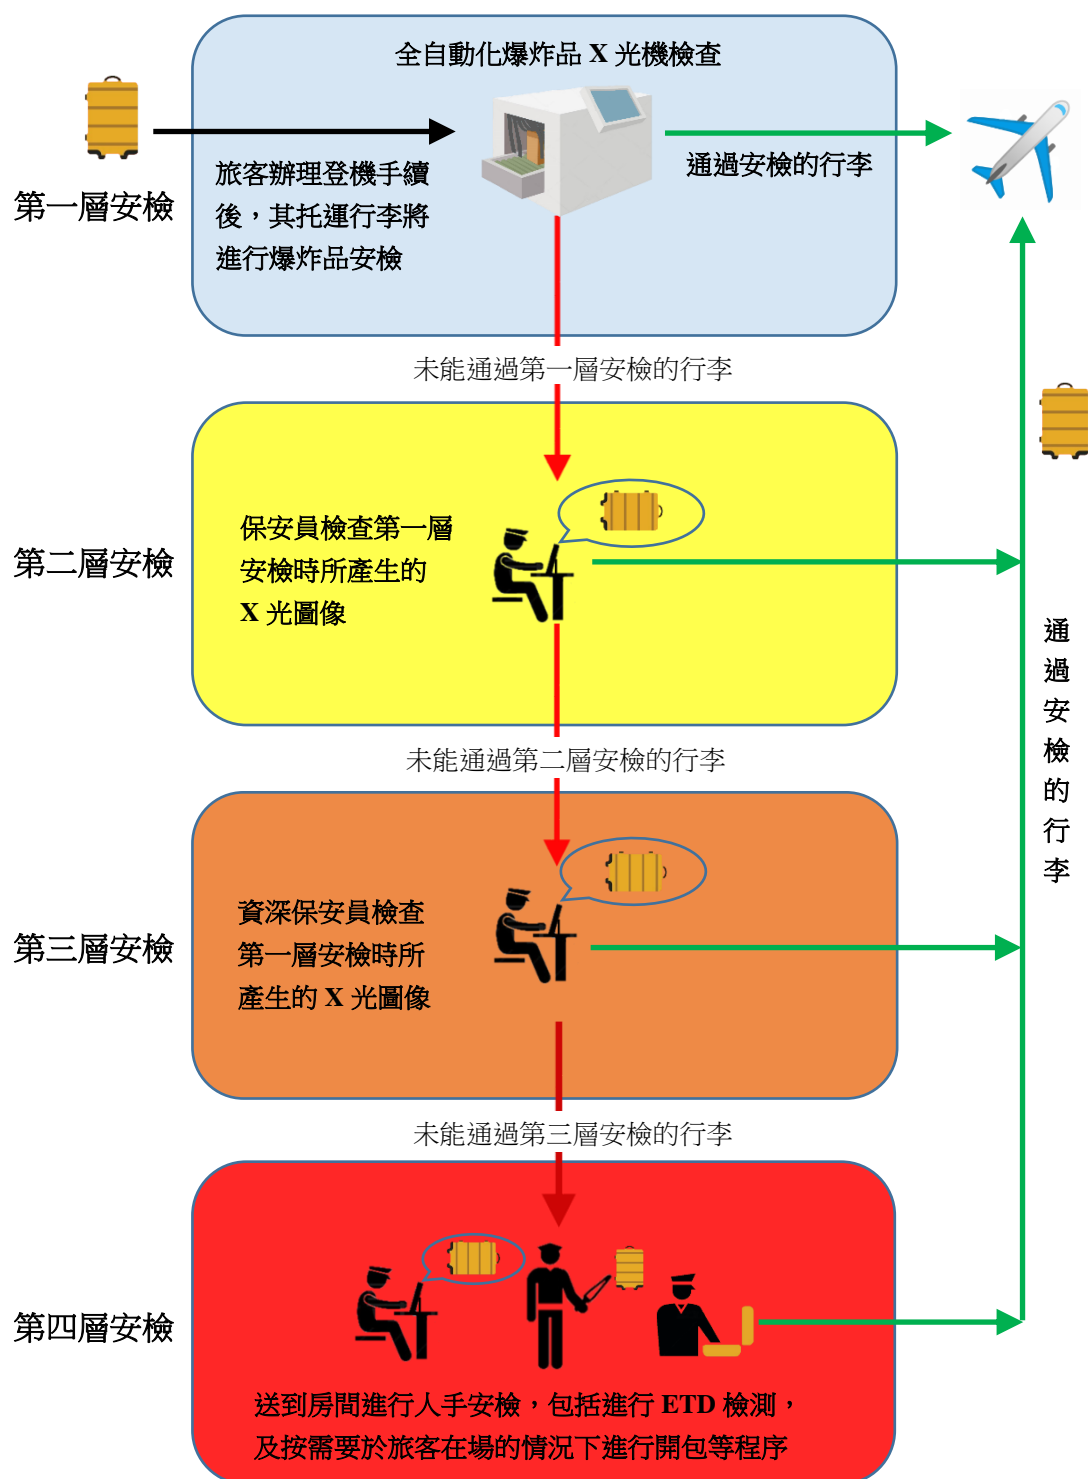 全自動化爆炸品 X 光機檢查
旅客辦理登機手續
後，其托運行李將
進行爆炸品安檢
通過安檢的行李
第一層安檢
未能通過第一層安檢的行李
保安員檢查第一層
安檢時所產生的
X 光圖像
第二層安檢
未能通過第二層安檢的行李
通過安檢的行李
資深保安員檢查
第一層安檢時所
產生的 X 光圖像
第三層安檢
未能通過第三層安檢的行李
第四層安檢
送到房間進行人手安檢，包括進行 ETD 檢測，
及按需要於旅客在場的情況下進行開包等程序